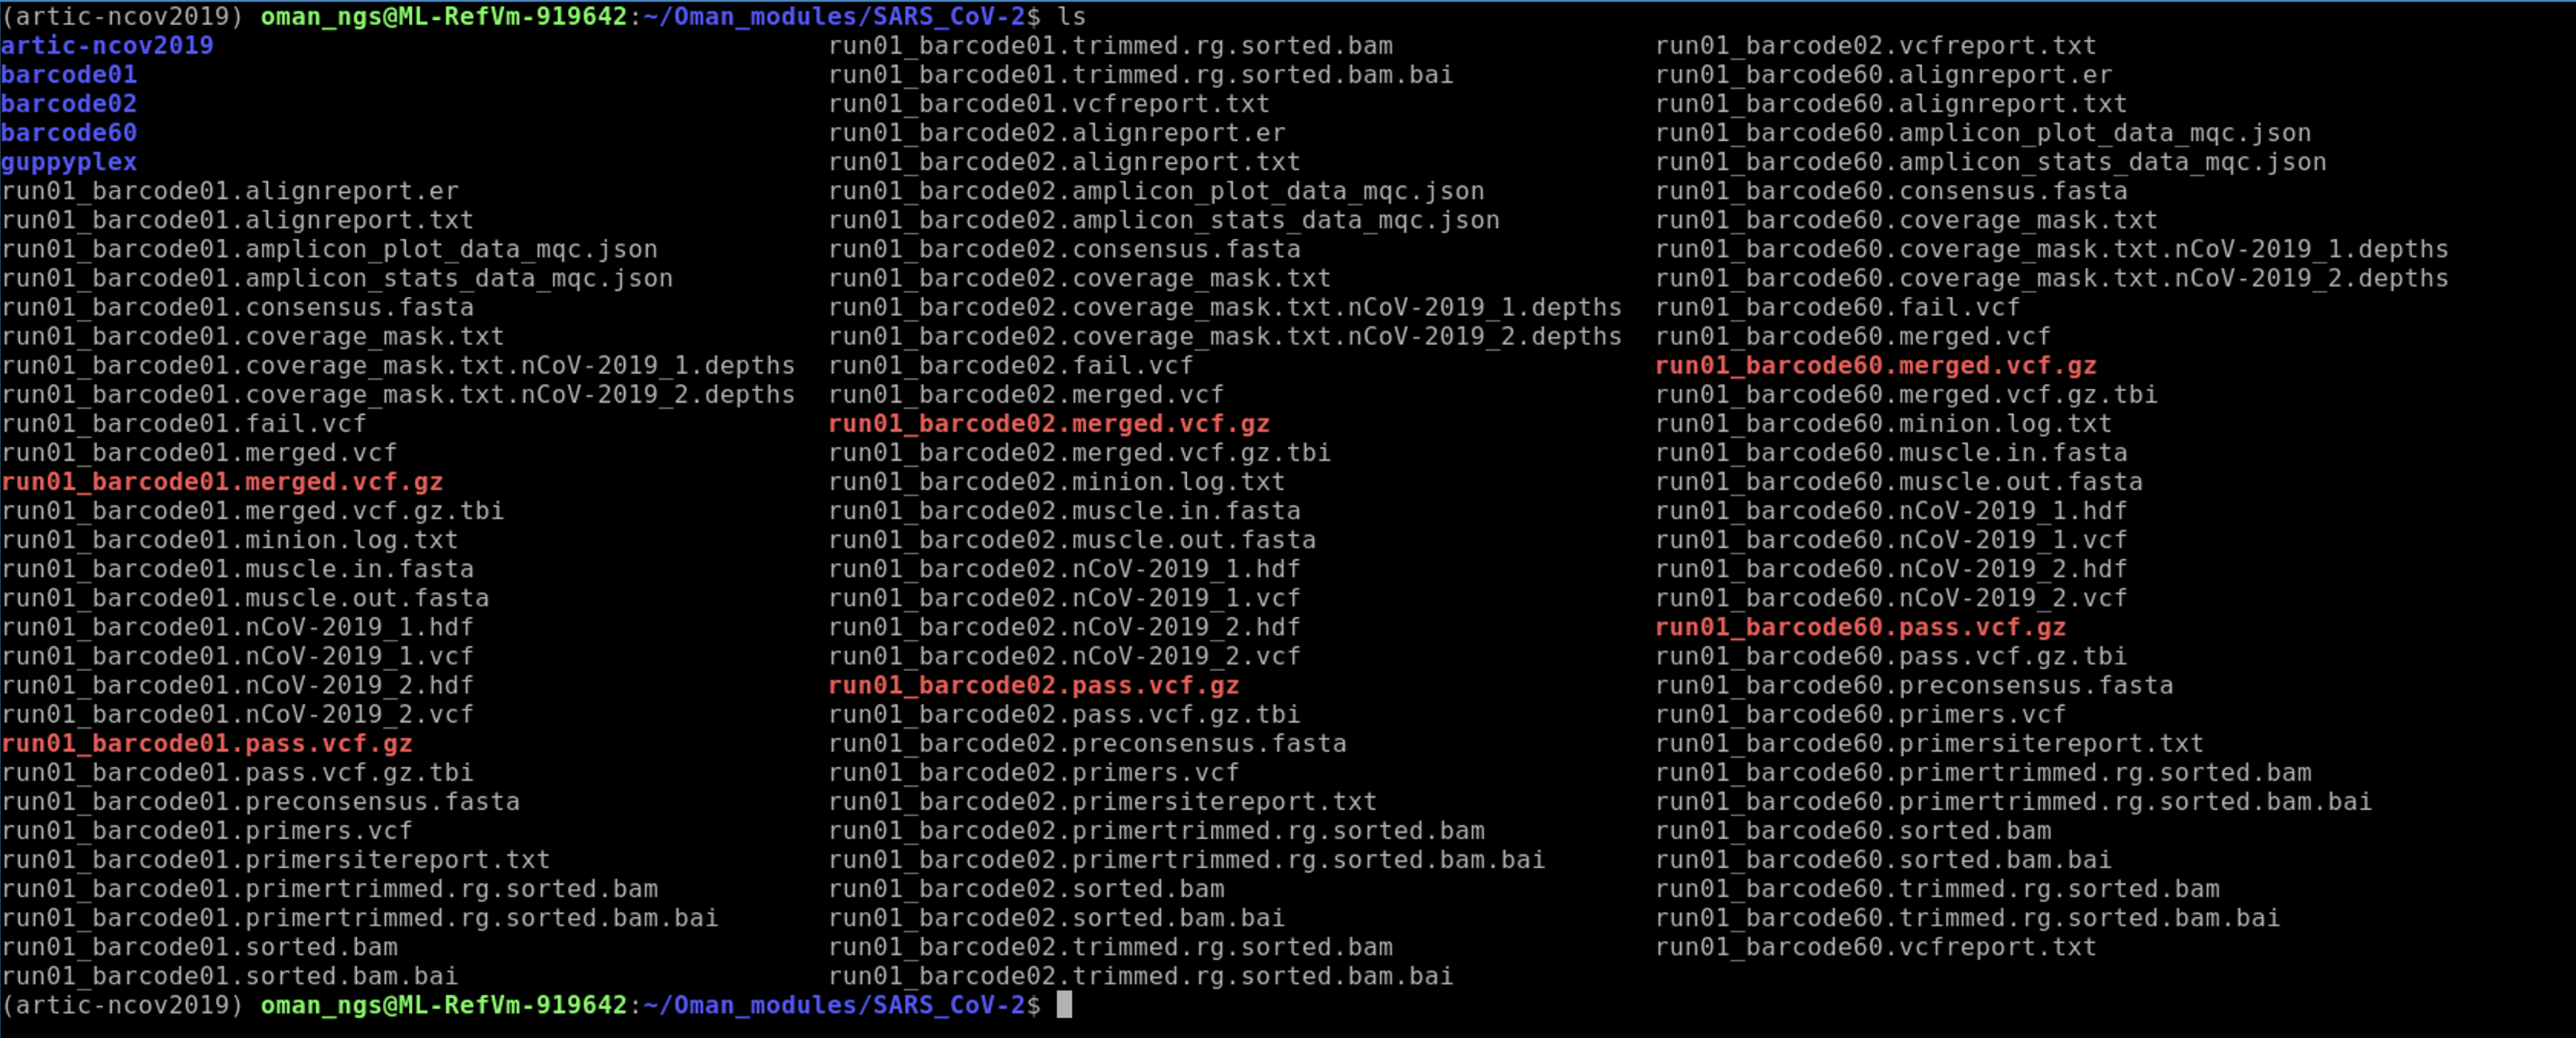 (artic-ncov2019) oman_ngs@ML-RefVm-919642:~/Oman_modules/SARS_CoV-2$ ls
artic-ncov2019 run01_barcode01.trimmed.rg.sorted.bam run01_barcode02.vcfreport.txt
barcode01 run01_barcode01.trimmed.rg.sorted.bam.bai run01_barcode60.alignreport.er
barcode02 run01_barcode01.vcfreport.txt run01_barcode60.alignreport.txt
barcode60 run01_barcode02.alignreport.er run01_barcode60.amplicon_plot_data_mqc.json
guppyplex run01_barcode02.alignreport.txt run01_barcode60.amplicon_stats_data_mqc.json
run01_barcode01.alignreport.er run01_barcode02.amplicon_plot_data_mqc.json run01_barcode60.consensus.fasta
run01_barcode01.alignreport.txt run01_barcode02.amplicon_stats_data_mqc.json run01_barcode60.coverage_mask.txt
run01_barcode01.amplicon_plot_data_mqc.json run01_barcode02.consensus.fasta run01_barcode60.coverage_mask.txt.nCoV-2019_1.depths
run01_barcode01.amplicon_stats_data_mqc.json run01_barcode02.coverage_mask.txt run01_barcode60.coverage_mask.txt.nCoV-2019_2.depths
run01_barcode01.consensus.fasta run01_barcode02.coverage_mask.txt.nCoV-2019_1.depths run01_barcode60.fail.vcf
run01_barcode01.coverage_mask.txt run01_barcode02.coverage_mask.txt.nCoV-2019_2.depths run01_barcode60.merged.vcf
run01_barcode01.coverage_mask.txt.nCoV-2019_1.depths run01_barcode02.fail.vcf run01_barcode60.merged.vcf.gz
run01_barcode01.coverage_mask.txt.nCoV-2019_2.depths run01_barcode02.merged.vcf run01_barcode60.merged.vcf.gz.tbi
run01_barcode01.fail.vcf run01_barcode02.merged.vcf.gz run01_barcode60.minion.log.txt
run01_barcode01.merged.vcf run01_barcode02.merged.vcf.gz.tbi run01_barcode60.muscle.in.fasta
run01_barcode01.merged.vcf.gz run01_barcode02.minion.log.txt run01_barcode60.muscle.out.fasta
run01_barcode01.merged.vcf.gz.tbi run01_barcode02.muscle.in.fasta run01_barcode60.nCoV-2019_1.hdf
run01_barcode01.minion.log.txt run01_barcode02.muscle.out.fasta run01_barcode60.nCoV-2019_1.vcf
run01_barcode01.muscle.in.fasta run01_barcode02.nCoV-2019_1.hdf run01_barcode60.nCoV-2019_2.hdf
run01_barcode01.muscle.out.fasta run01_barcode02.nCoV-2019_1.vcf run01_barcode60.nCoV-2019_2.vcf
run01_barcode01.nCoV-2019_1.hdf run01_barcode02.nCoV-2019_2.hdf run01_barcode60.pass.vcf.gz
run01_barcode01.nCoV-2019_1.vcf run01_barcode02.nCoV-2019_2.vcf run01_barcode60.pass.vcf.gz.tbi
run01_barcode01.nCoV-2019_2.hdf run01_barcode02.pass.vcf.gz run01_barcode60.preconsensus.fasta
run01_barcode01.nCoV-2019_2.vcf run01_barcode02.pass.vcf.gz.tbi run01_barcode60.primers.vcf
run01_barcode01.pass.vcf.gz run01_barcode02.preconsensus.fasta run01_barcode60.primersitereport.txt
run01_barcode01.pass.vcf.gz.tbi run01_barcode02.primers.vcf run01_barcode60.primertrimmed.rg.sorted.bam
run01_barcode01.preconsensus.fasta run01_barcode02.primersitereport.txt run01_barcode60.primertrimmed.rg.sorted.bam.bai
run01_barcode01.primers.vcf run01_barcode02.primertrimmed.rg.sorted.bam run01_barcode60.sorted.bam
run01_barcode01.primersitereport.txt run01_barcode02.primertrimmed.rg.sorted.bam.bai run01_barcode60.sorted.bam.bai
run01_barcode01.primertrimmed.rg.sorted.bam run01_barcode02.sorted.bam run01_barcode60.trimmed.rg.sorted.bam
run01_barcode01.primertrimmed.rg.sorted.bam.bai run01_barcode02.sorted.bam.bai run01_barcode60.trimmed.rg.sorted.bam.bai
run01_barcode01.sorted.bam run01_barcode02.trimmed.rg.sorted.bam run01_barcode60.vcfreport.txt
run01_barcode01.sorted.bam.bai run01_barcode02.trimmed.rg.sorted.bam.bai
(artic-ncov2019) oman_ngs@ML-RefVm-919642:~/Oman_modules/SARS_CoV-2$